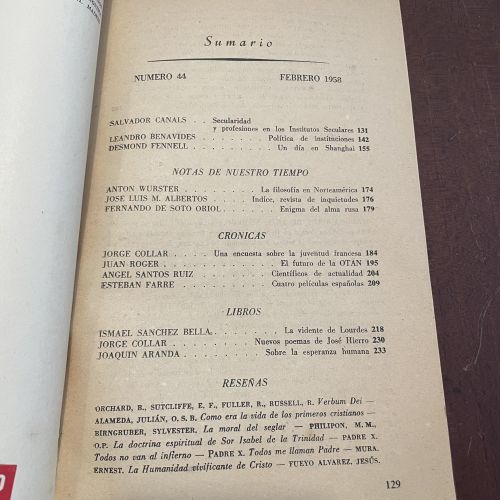 Sumario
NUMERO 44 FEBRERO 1958
SALVADOR CANALS . . Secularidad
y profesiones en los Institutos Seculares 131
LEANDRO BENAVIDES . . . . . . . Política de instituciones 142
DESMOND FENNELL . . . . . . . . Un día en Shanghai 155
NOTAS DE NUESTRO TIEMPO
ANTON WURSTER . . . . . . . . La filosofía en Norteamérica 174
JOSE LUIS M. ALBERTOS . . . . Indice, revista de inquietudes 176
FERNANDO DE SOTO ORIOL . . . . . Enigma del alma rusa 179
CRONICAS
JORGE COLLAR . . . . Una encuesta sobre la juventud francesa 184
JUAN ROGER . . . . . . . . . . . . El futuro de la OTAN 195
ANGEL SANTOS RUIZ . . . . . . . Científicos de actualidad 204
ESTEBAN FARRE . . . . . . . . . Cuatro películas españolas 209
LIBROS
ISMAEL SANCHEZ BELLA . . . . . . . La vidente de Lourdes 218
JORGE COLLAR . . . . . . . . Nuevos poemas de José Hierro 230
JOAQUIN ARANDA . . . . . . . . Sobre la esperanza humana 233
RESEÑAS
ORCHARD, B., SUTCLIFFE, E. F., FULLER, R., RUSSELL, R. Verbum Dei —
ALAMEDA, JULIÁN, O. S. B. Como era la vida de los primeros cristianos —
BIRNGRUBER, SYLVESTER. La moral del seglar — PHILIPON, M. M.,
O.P. La doctrina espiritual de Sor Isabel de la Trinidad — PADRE X.
Todos no van al infierno — PADRE X. Todos me llaman Padre — MURA,
ERNEST. La Humanidad vivificante de Cristo — FUEYO ALVAREZ, JESÚS.
129